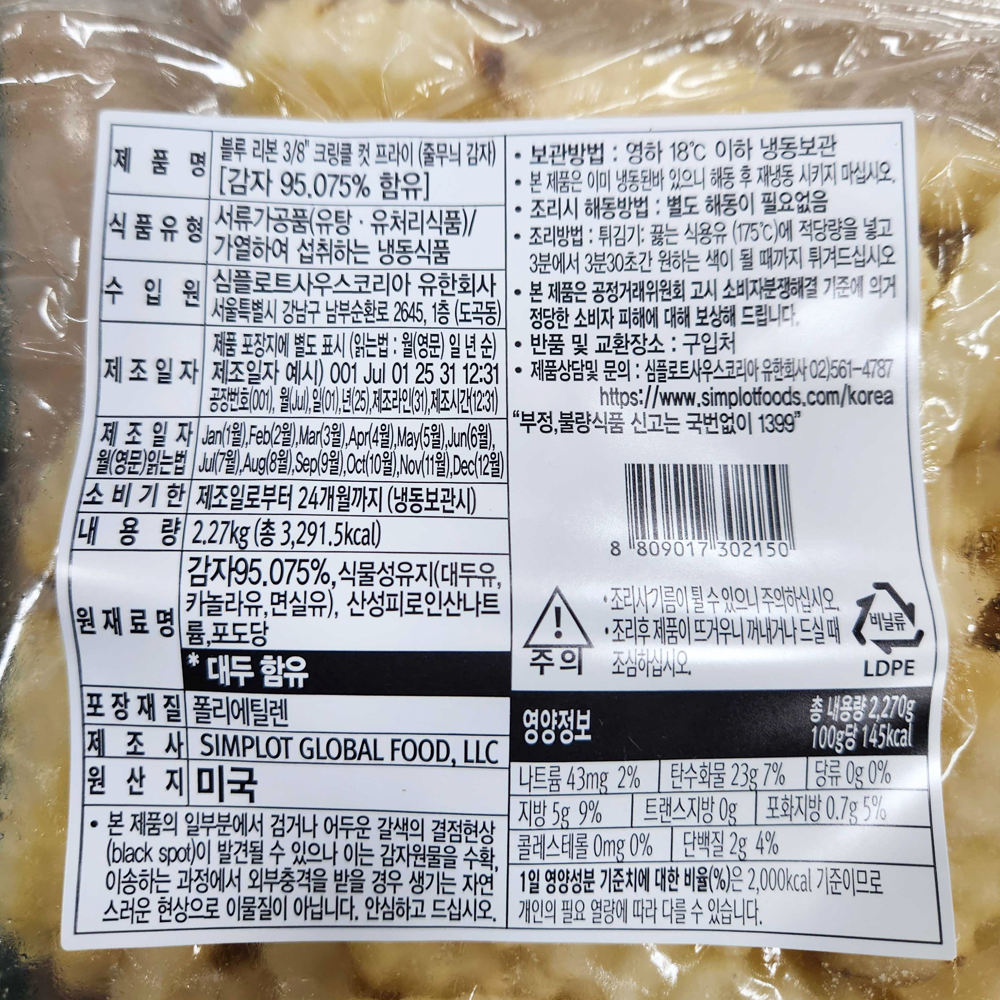 제 품 명
블루 리본 3/8" 크링클 컷 프라이 (줄무늬 감자)
[감자 95.075% 함유]
식품유형
서류가공품(유탕·유처리식품)/
가열하여 섭취하는 냉동식품
수 입 원
심플로트사우스코리아 유한회사
서울특별시 강남구 남부순환로 2645, 1층 (도곡동)
제조일자
제품 포장지에 별도 표시 (읽는법 : 월(영문) 일 년 순)
제조일자 예시) 001 Jul 01 25 31 12:31
공장번호(001), 월(Jul),일(01),년(25),제조라인(31),제조시간(12:31)
제조일자
월(영문)읽는법
Jan(1월),Feb(2월),Mar(3월),Apr(4월),May(5월),Jun(6월),
Jul(7월),Aug(8월),Sep(9월),Oct(10월),Nov(11월),Dec(12월)
소비기한
제조일로부터 24개월까지 (냉동보관시)
내 용 량
2.27kg (총 3,291.5kcal)
원재료명
감자95.075%,식물성유지(대두유,
카놀라유,면실유), 산성피로인산나트
륨,포도당
* 대두 함유
포장재질
폴리에틸렌
제 조 사
SIMPLOT GLOBAL FOOD, LLC
원 산 지
미국
• 본 제품의 일부분에서 검거나 어두운 갈색의 결점현상
(black spot)이 발견될 수 있으나 이는 감자원물을 수확,
이송하는 과정에서 외부충격을 받을 경우 생기는 자연
스러운 현상으로 이물질이 아닙니다. 안심하고 드십시오.
• 보관방법 : 영하 18℃ 이하 냉동보관
• 본 제품은 이미 냉동된바 있으니 해동 후 재냉동 시키지 마십시오.
• 조리시 해동방법 : 별도 해동이 필요없음
• 조리방법 : 튀김기: 끓는 식용유 (175℃)에 적당량을 넣고
3분에서 3분30초간 원하는 색이 될 때까지 튀겨드십시오
• 본 제품은 공정거래위원회 고시 소비자분쟁해결 기준에 의거
정당한 소비자 피해에 대해 보상해 드립니다.
• 반품 및 교환장소 : 구입처
• 제품상담및 문의 : 심플로트사우스코리아 유한회사 02)561-4787
https://www.simplotfoods.com/korea
"부정,불량식품 신고는 국번없이 1399"
8 809017 302150
주의
•조리시기름이튈 수 있으니 주의하십시오.
•조리후 제품이 뜨거우니 꺼내거나 드실 때
조심하십시오.
비닐류
LDPE
영양정보
총 내용량 2,270g
100g당 145kcal
나트륨 43mg 2% 탄수화물 23g 7% 당류 0g 0%
지방 5g 9% 트랜스지방 0g 포화지방 0.7g 5%
콜레스테롤 0mg 0% 단백질 2g 4%
1일 영양성분 기준치에 대한 비율(%)은 2,000kcal 기준이므로
개인의 필요 열량에 따라 다를 수 있습니다.